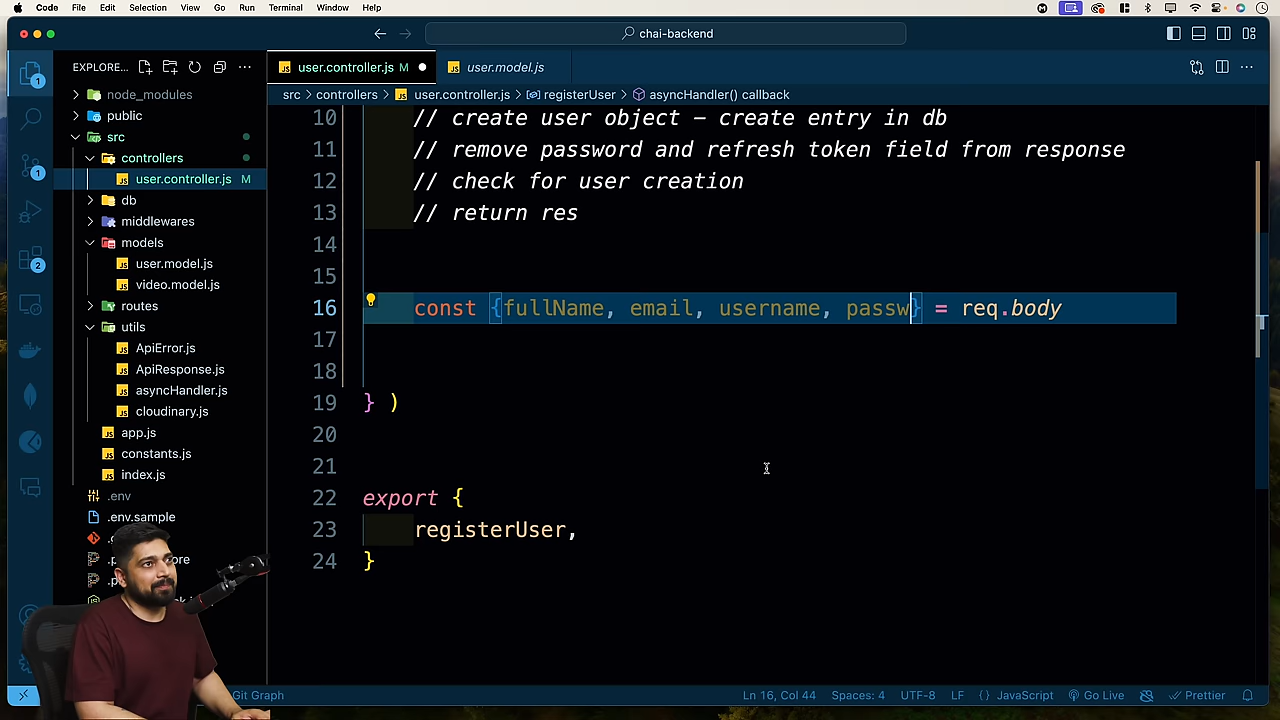 Code File Edit Selection View Go Run Terminal Window Help
chai-backend
EXPLORE...
user.controller.js M
user.model.js
src > controllers > user.controller.js > registerUser > asyncHandler() callback
node_modules
public
src
controllers
user.controller.js M
db
middlewares
models
user.model.js
video.model.js
routes
utils
ApiError.js
ApiResponse.js
asyncHandler.js
cloudinary.js
app.js
constants.js
index.js
.env
.env.sample
1
1
2
10 // create user object - create entry in db
11 // remove password and refresh token field from response
12 // check for user creation
13 // return res
14
15
16 const {fullName, email, username, passw} = req.body
17
18
19 } )
20
21
22 export {
23 registerUser,
24 }
Git Graph
Ln 16, Col 44 Spaces: 4 UTF-8 LF {} JavaScript Go Live Prettier